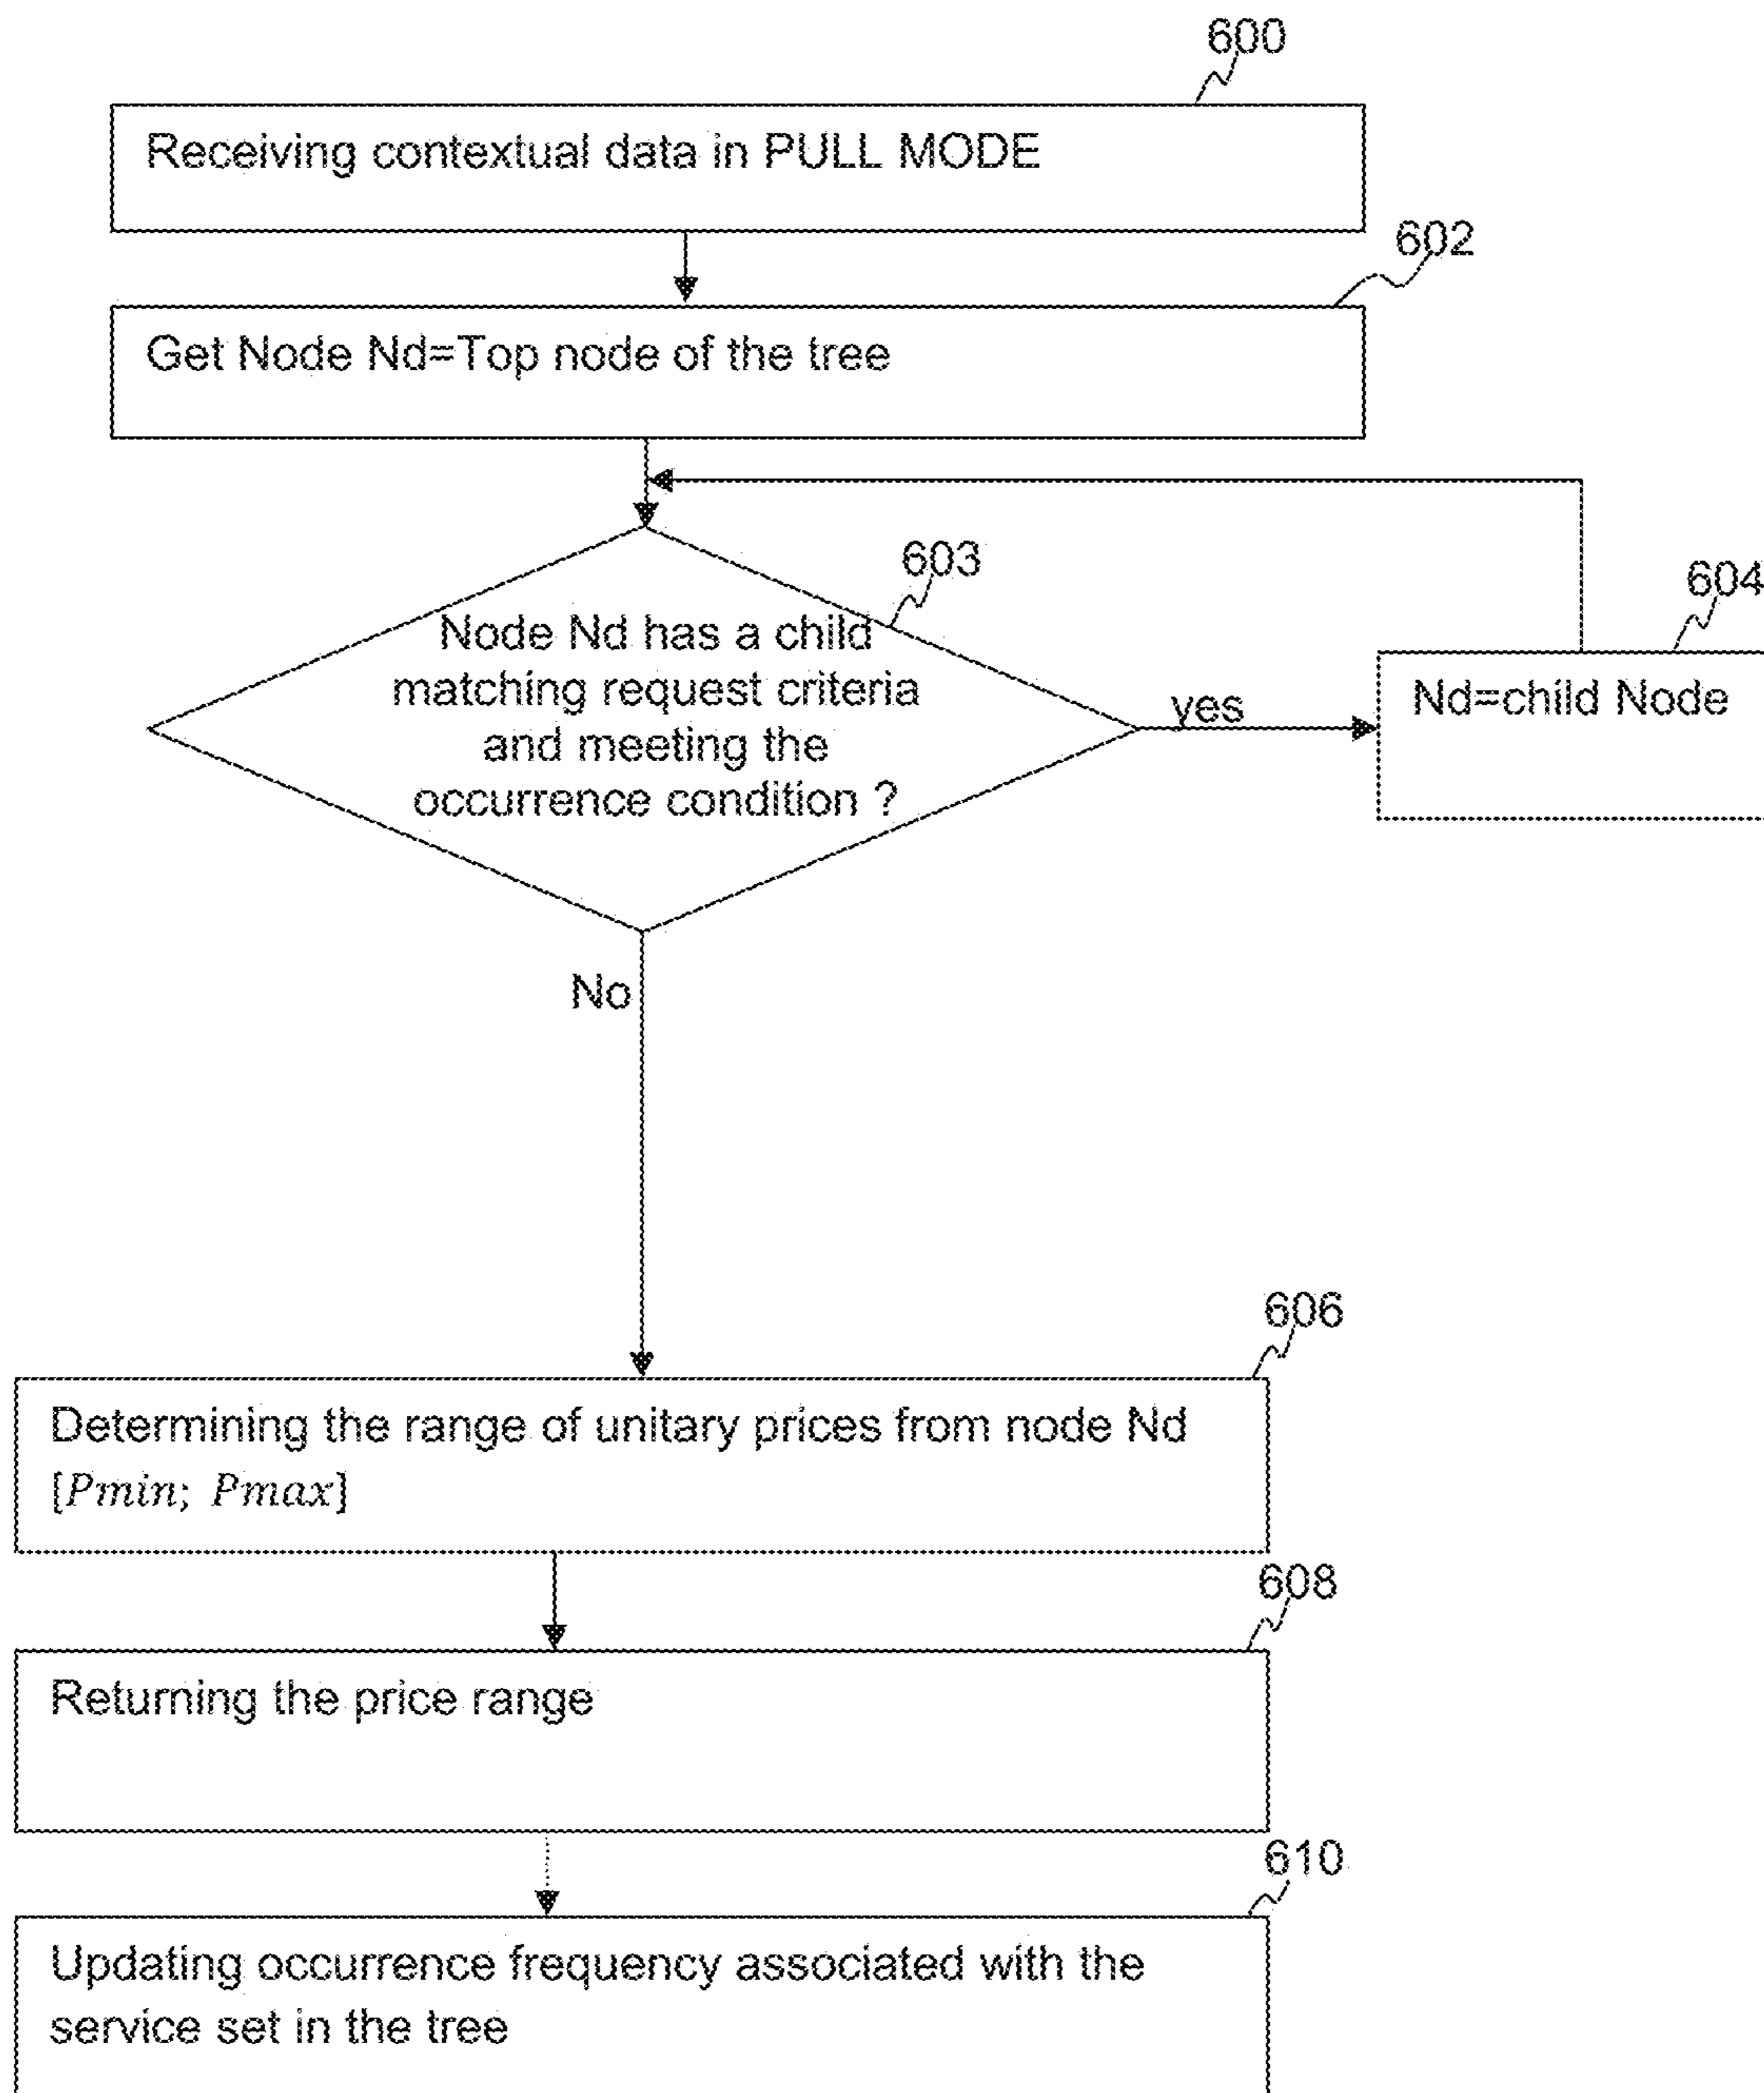 600
Receiving contextual data in PULL MODE
602
Get Node Nd=Top node of the tree
603
Node Nd has a child
matching request criteria
and meeting the
occurrence condition ?
yes
604
Nd=child Node
No
606
Determining the range of unitary prices from node Nd
[Pmin; Pmax]
608
Returning the price range
610
Updating occurrence frequency associated with the
service set in the tree